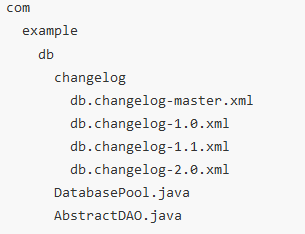 com
example
db
changelog
db.changelog-master.xml
db.changelog-1.0.xml
db.changelog-1.1.xml
db.changelog-2.0.xml
DatabasePool.java
AbstractDAO.java